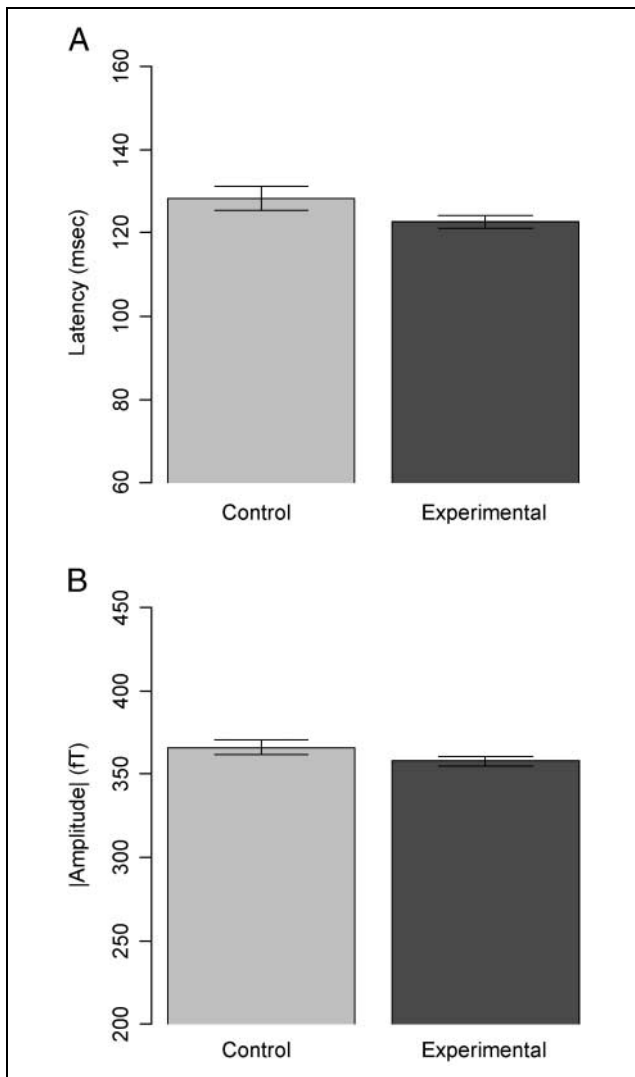 A
160
140
120
100
80
60
Latency (msec)
Control Experimental
B
450
400
350
300
250
200
|Amplitude| (fT)
Control Experimental